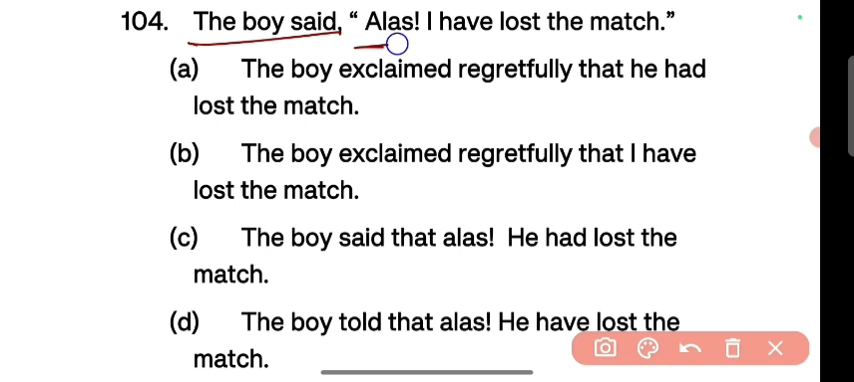 104. The boy said, “ Alas! I have lost the match.”
(a) The boy exclaimed regretfully that he had
lost the match.
(b) The boy exclaimed regretfully that I have
lost the match.
(c) The boy said that alas! He had lost the
match.
(d) The boy told that alas! He have lost the
match.